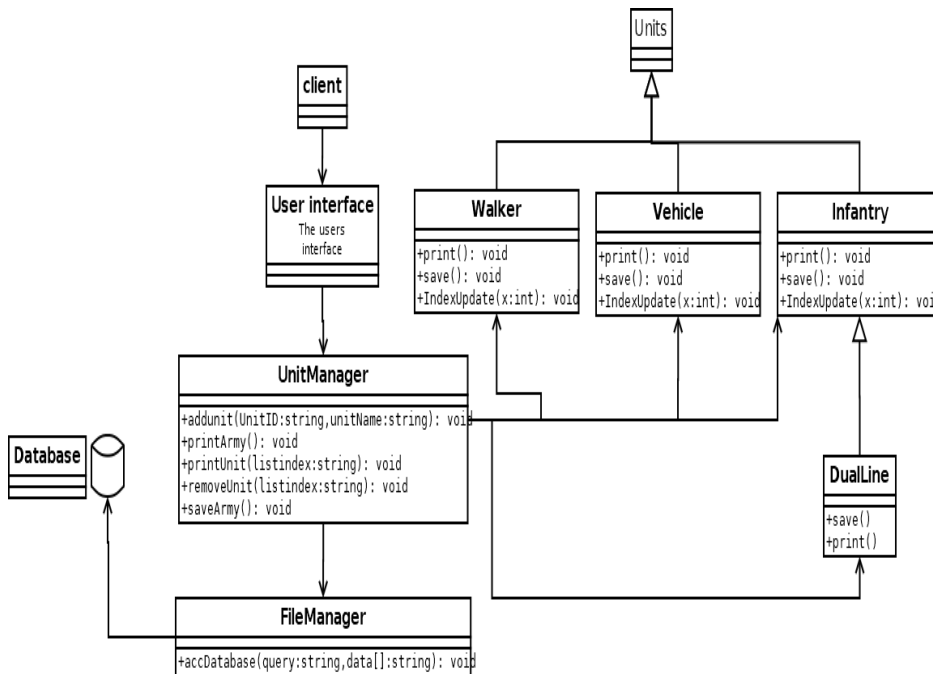 Units
client
User interface
The users
interface
Walker
+print(): void
+save(): void
+IndexUpdate(x:int): void
Vehicle
+print(): void
+save(): void
+IndexUpdate(x:int): void
Infantry
+print(): void
+save(): void
+IndexUpdate(x:int): voi
UnitManager
+addunit(UnitID:string,unitName:string): void
+printArmy(): void
+printUnit(listindex:string): void
+removeUnit(listindex:string): void
+saveArmy(): void
Database
DualLine
+save()
+print()
FileManager
+accDatabase(query:string,data[]:string): void